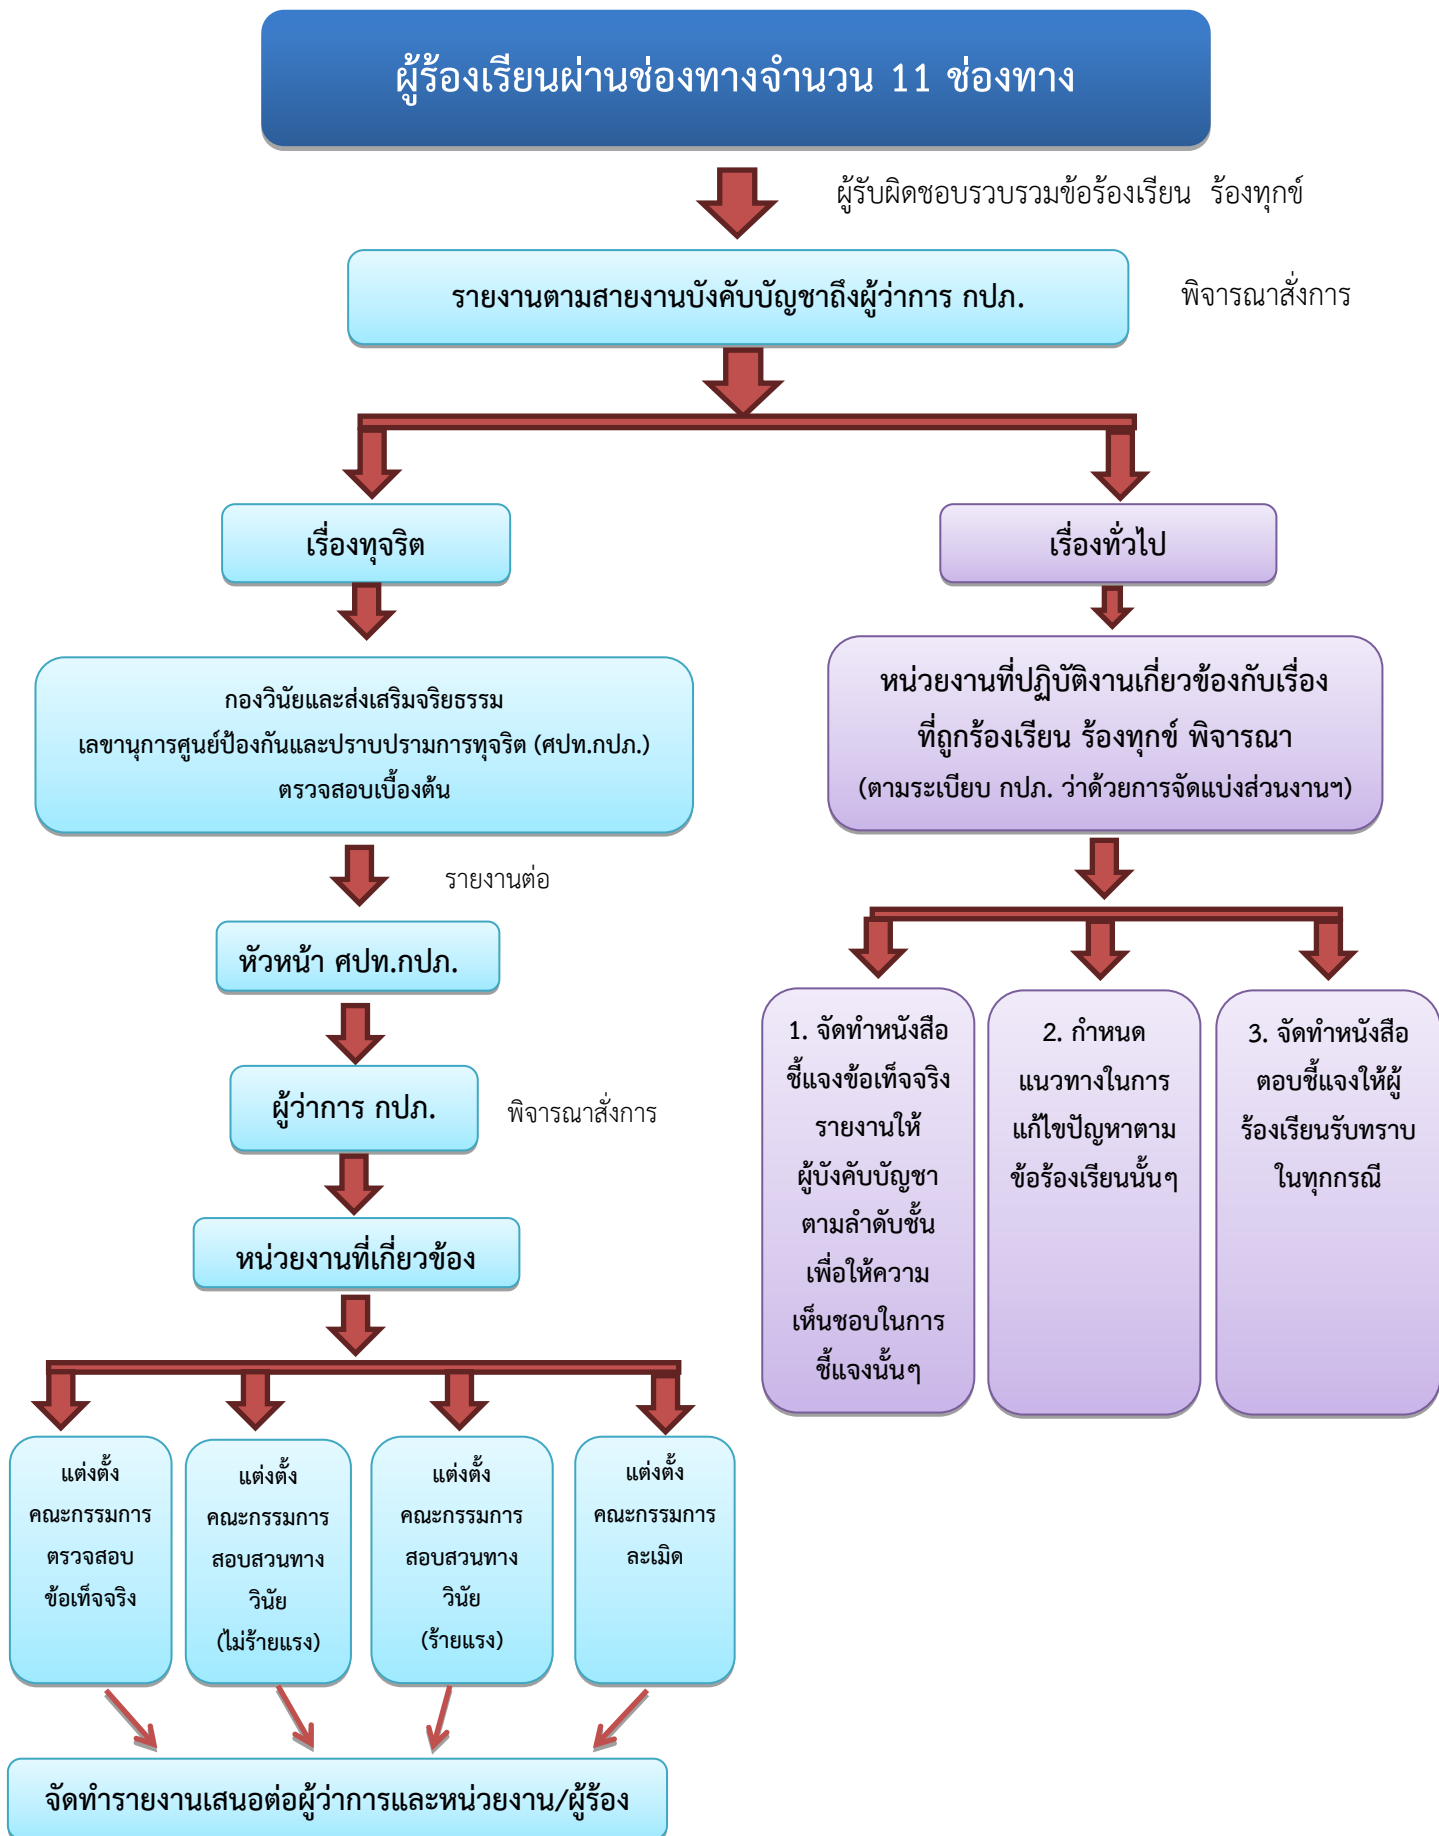 ผู้ร้องเรียนผ่านช่องทางจำนวน 11 ช่องทาง
ผู้รับผิดชอบรวบรวมข้อร้องเรียน ร้องทุกข์
รายงานตามสายงานบังคับบัญชาถึงผู้ว่าการ กปภ.
พิจารณาสั่งการ
เรื่องทุจริต
เรื่องทั่วไป
กองวินัยและส่งเสริมจริยธรรม
เลขานุการศูนย์ป้องกันและปราบปรามการทุจริต (ศปท.กปภ.)
ตรวจสอบเบื้องต้น
หน่วยงานที่ปฏิบัติงานเกี่ยวข้องกับเรื่อง
ที่ถูกร้องเรียน ร้องทุกข์ พิจารณา
(ตามระเบียบ กปภ. ว่าด้วยการจัดแบ่งส่วนงานฯ)
รายงานต่อ
หัวหน้า ศปท.กปภ.
ผู้ว่าการ กปภ.
พิจารณาสั่งการ
หน่วยงานที่เกี่ยวข้อง
1. จัดทำหนังสือ
ชี้แจงข้อเท็จจริง
รายงานให้
ผู้บังคับบัญชา
ตามลำดับชั้น
เพื่อให้ความ
เห็นชอบในการ
ชี้แจงนั้นๆ
2. กำหนด
แนวทางในการ
แก้ไขปัญหาตาม
ข้อร้องเรียนนั้นๆ
3. จัดทำหนังสือ
ตอบชี้แจงให้ผู้
ร้องเรียนรับทราบ
ในทุกกรณี
แต่งตั้ง
คณะกรรมการ
ตรวจสอบ
ข้อเท็จจริง
แต่งตั้ง
คณะกรรมการ
สอบสวนทาง
วินัย
(ไม่ร้ายแรง)
แต่งตั้ง
คณะกรรมการ
สอบสวนทาง
วินัย
(ร้ายแรง)
แต่งตั้ง
คณะกรรมการ
ละเมิด
จัดทำรายงานเสนอต่อผู้ว่าการและหน่วยงาน/ผู้ร้อง